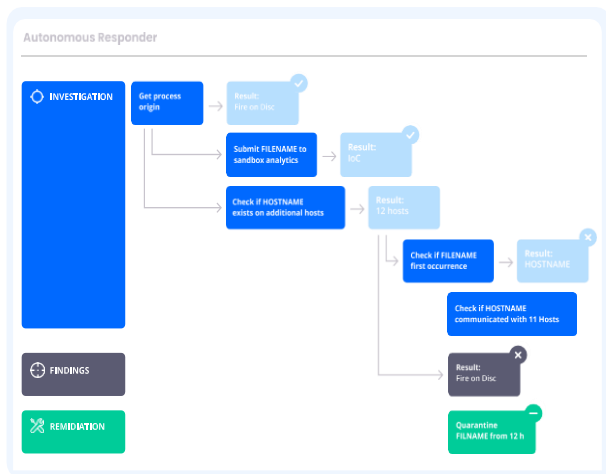 Autonomous Responder
INVESTIGATION
Get process
origin
Result:
Fire on Disc
Submit FILENAME to
sandbox analytics
Result:
IoC
Check if HOSTNAME
exists on additional hosts
Result:
12 hosts
Check if FILENAME
first occurrence
Result:
HOSTNAME
Check if HOSTNAME
communicated with 11 Hosts
FINDINGS
Result:
Fire on Disc
REMIDIATION
Quarantine
FILNAME from 12 h